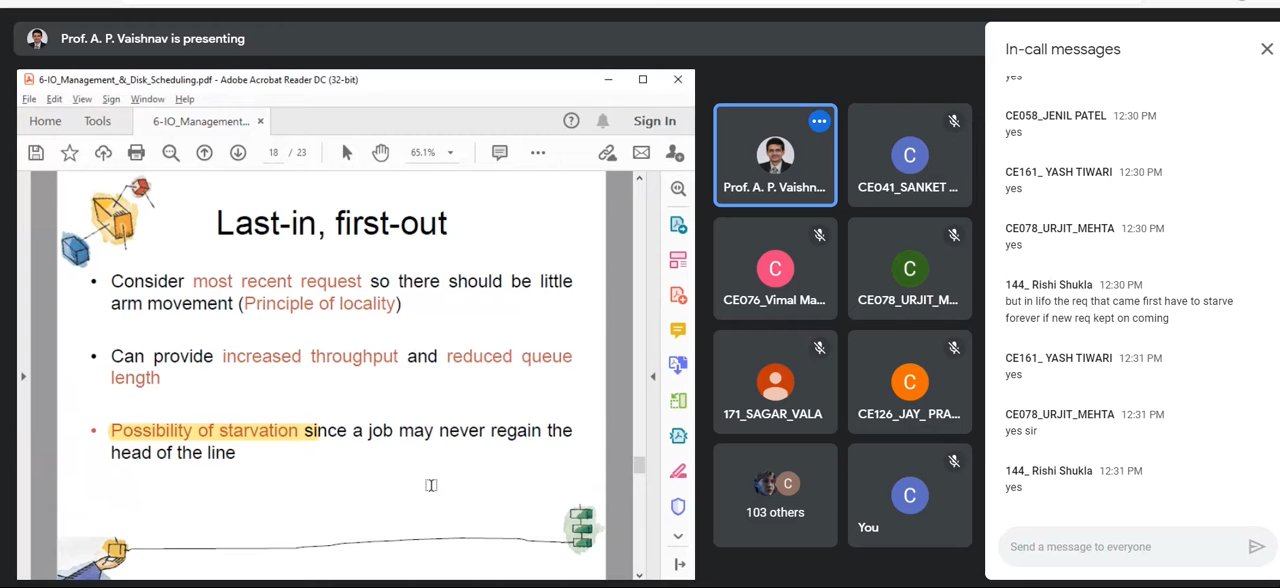 Prof. A. P. Vaishnav is presenting
6-IO_Management_&_Disk_Scheduling.pdf - Adobe Acrobat Reader DC (32-bit)
File Edit View Sign Window Help
Home Tools 6-IO_Management... × Sign In
18 / 23 65.1%
Last-in, first-out
• Consider most recent request so there should be little
arm movement (Principle of locality)
• Can provide increased throughput and reduced queue
length
• Possibility of starvation since a job may never regain the
head of the line
Prof. A. P. Vaishn...
C
CE041_SANKET ...
C
CE076_Vimal Ma...
C
CE078_URJIT_M...
171_SAGAR_VALA
C
CE126_JAY_PRA...
C
103 others
C
You
In-call messages
yes
CE058_JENIL PATEL 12:30 PM
yes
CE161_ YASH TIWARI 12:30 PM
yes
CE078_URJIT_MEHTA 12:30 PM
yes
144_ Rishi Shukla 12:30 PM
but in lifo the req that came first have to starve
forever if new req kept on coming
CE161_ YASH TIWARI 12:31 PM
yes
CE078_URJIT_MEHTA 12:31 PM
yes sir
144_ Rishi Shukla 12:31 PM
yes
Send a message to everyone